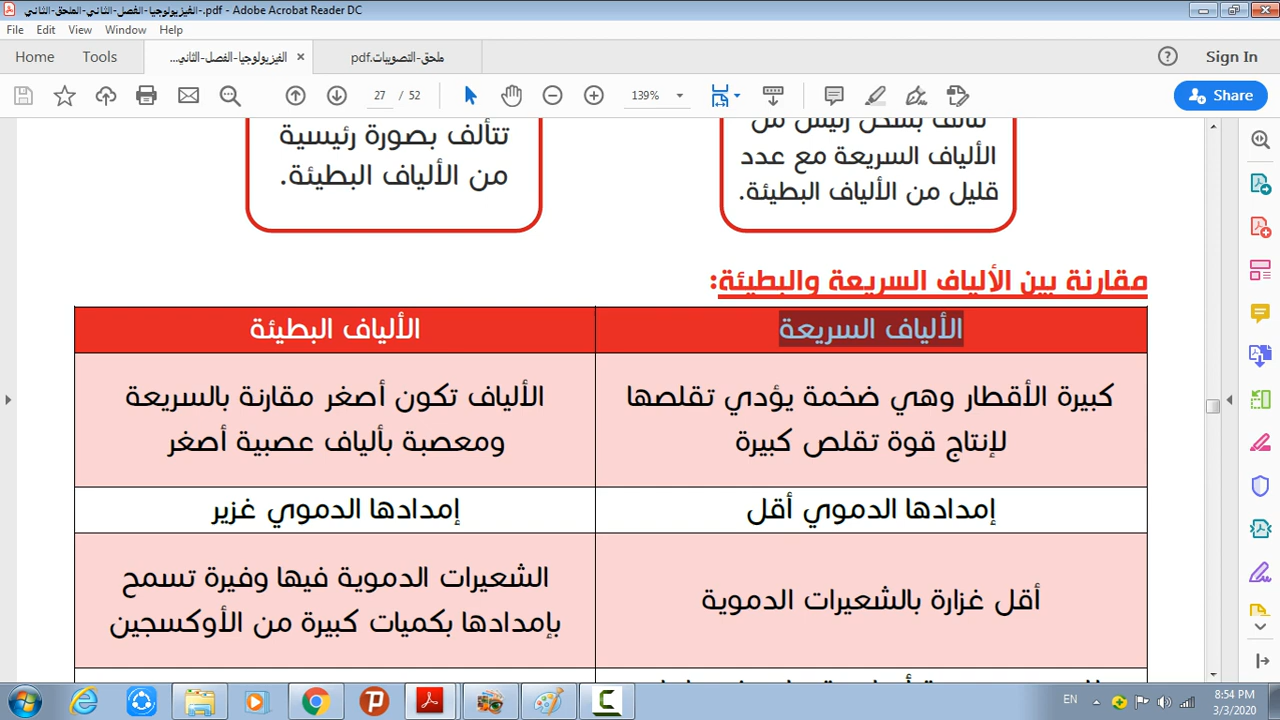 الفيزيولوجيا-الفصل-الثاني-الملحق-الثاني-.pdf - Adobe Acrobat Reader DC
File Edit View Window Help
Home Tools الفيزيولوجيا-الفصل-الثاني... × ملحق-التصويبات.pdf Sign In
27 / 52 139% Share
تتألف بشكل رئيس من
الألياف السريعة مع عدد
قليل من الألياف البطيئة.
تتألف بصورة رئيسية
من الألياف البطيئة.
مقارنة بين الألياف السريعة والبطيئة:
الألياف السريعة الألياف البطيئة
كبيرة الأقطار وهي ضخمة يؤدي تقلصها
لإنتاج قوة تقلص كبيرة
الألياف تكون أصغر مقارنة بالسريعة
ومعصبة بألياف عصبية أصغر
إمدادها الدموي أقل إمدادها الدموي غزير
أقل غزارة بالشعيرات الدموية
الشعيرات الدموية فيها وفيرة تسمح
بإمدادها بكميات كبيرة من الأوكسجين
EN 8:54 PM
3/3/2020